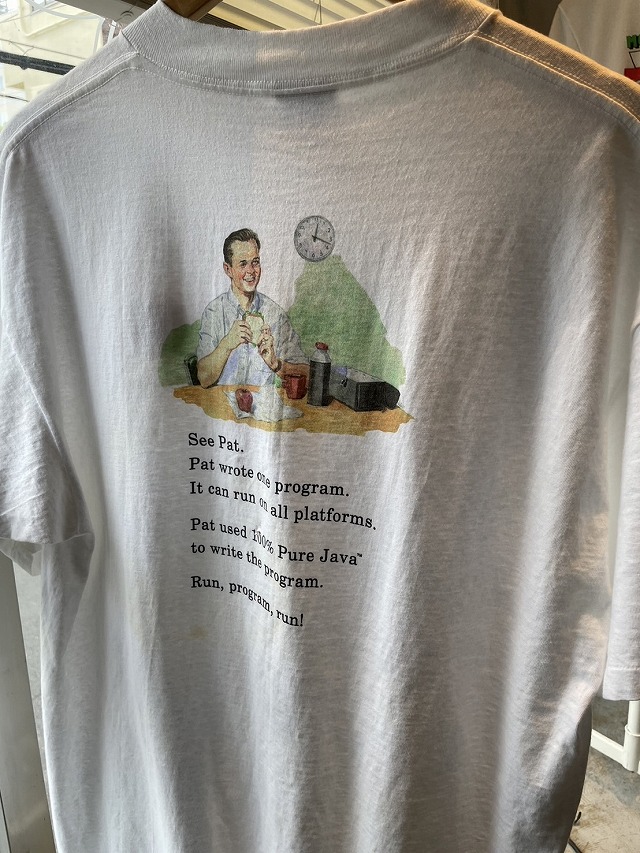 See Pat.
Pat wrote one program.
It can run on all platforms.
Pat used 100% Pure Java™
to write the program.
Run, program, run!